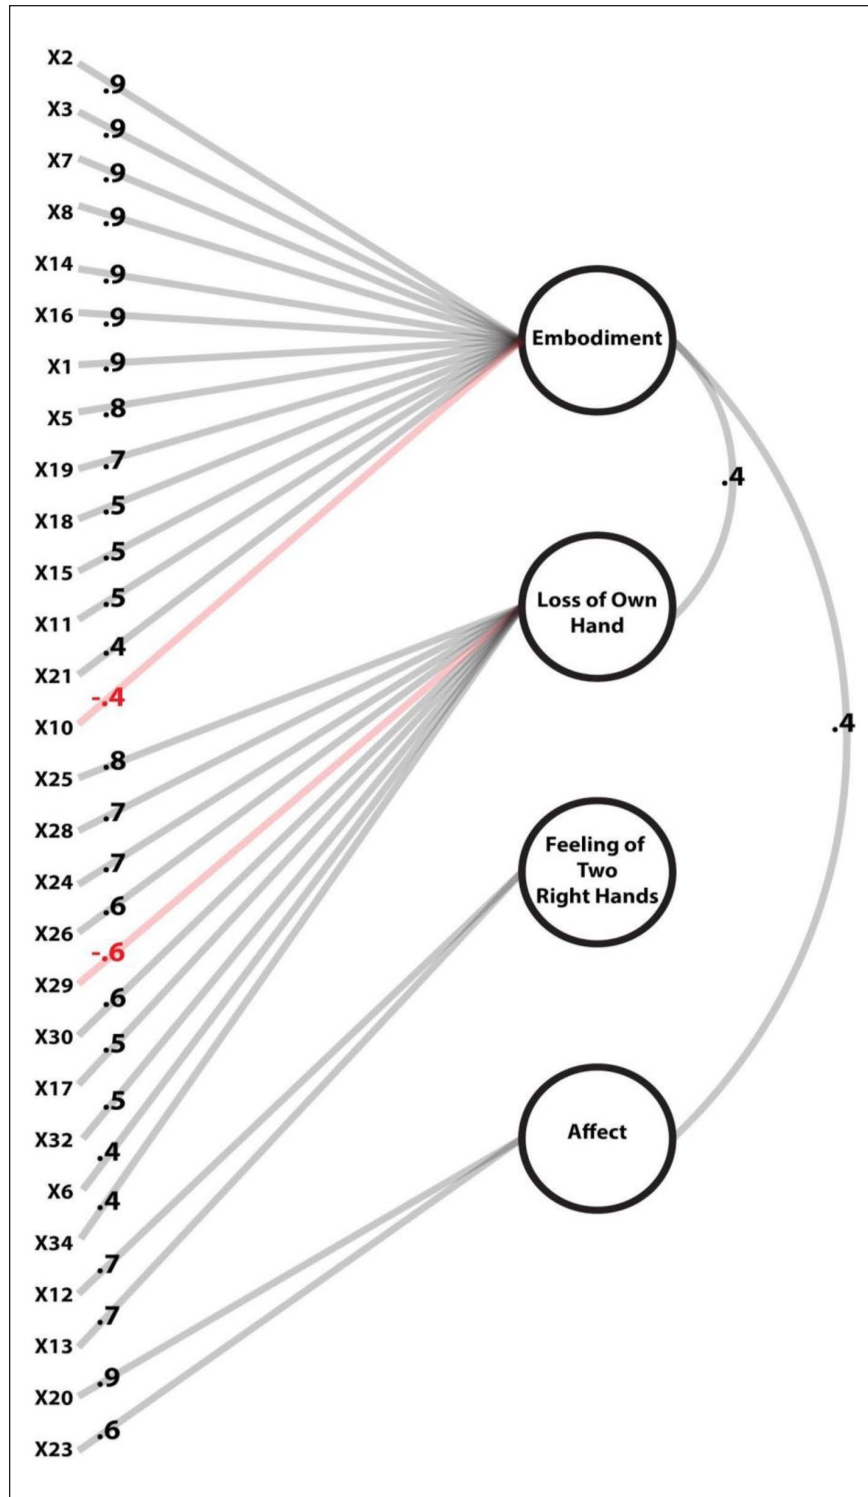 X2
.9
X3
.9
X7
.9
X8
.9
X14
.9
X16
.9
X1
.9
X5
.8
X19
.7
X18
.5
X15
.5
X11
.5
X21
.4
X10
-.4
X25
.8
X28
.7
X24
.7
X26
.6
X29
-.6
X30
.6
X17
.5
X32
.5
X6
.4
X34
.4
X12
.7
X13
.7
X20
.9
X23
.6
Embodiment
Loss of Own
Hand
Feeling of
Two
Right Hands
Affect
.4
.4